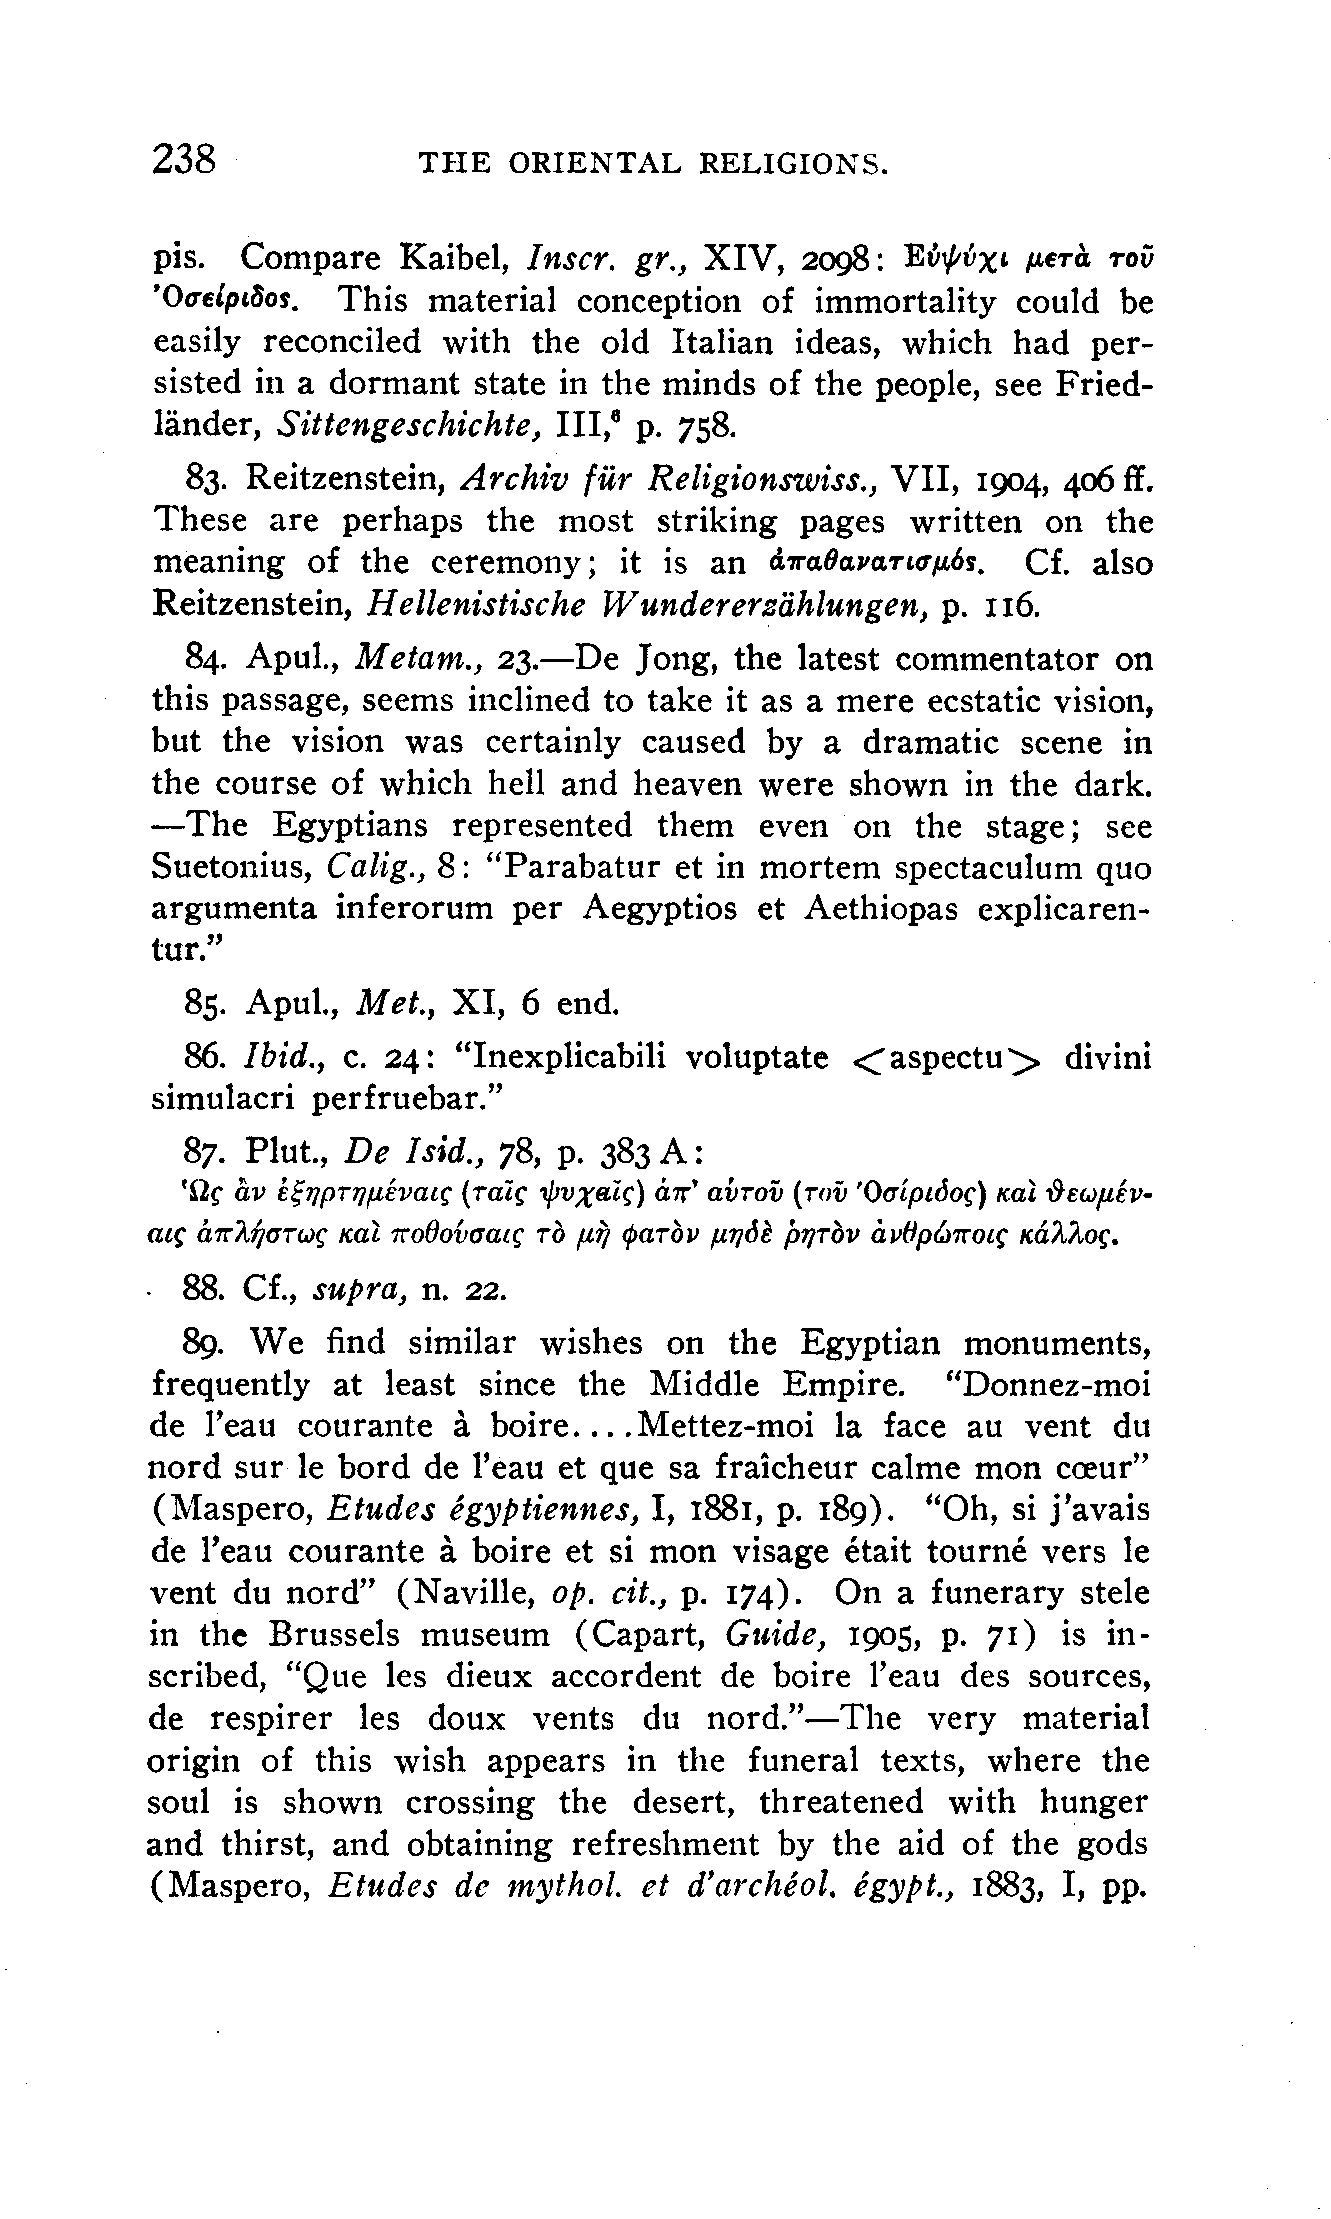 238 THE ORIENTAL RELIGIONS.
pis. Compare Kaibel, Inscr. gr., XIV, 2098: Εὐψύχι μετὰ τοῦ
Ὀσείριδος. This material conception of immortality could be
easily reconciled with the old Italian ideas, which had per-
sisted in a dormant state in the minds of the people, see Fried-
länder, Sittengeschichte, III,⁶ p. 758.
83. Reitzenstein, Archiv für Religionswiss., VII, 1904, 406 ff.
These are perhaps the most striking pages written on the
meaning of the ceremony; it is an ἀπαθανατισμός. Cf. also
Reitzenstein, Hellenistische Wundererzählungen, p. 116.
84. Apul., Metam., 23.—De Jong, the latest commentator on
this passage, seems inclined to take it as a mere ecstatic vision,
but the vision was certainly caused by a dramatic scene in
the course of which hell and heaven were shown in the dark.
—The Egyptians represented them even on the stage; see
Suetonius, Calig., 8: "Parabatur et in mortem spectaculum quo
argumenta inferorum per Aegyptios et Aethiopas explicaren-
tur."
85. Apul., Met., XI, 6 end.
86. Ibid., c. 24: "Inexplicabili voluptate <aspectu> divini
simulacri perfruebar."
87. Plut., De Isid., 78, p. 383 A:
Ὡς ἂν ἐξηρτημέναις (ταῖς ψυχαῖς) ἀπ' αὐτοῦ (τοῦ Ὀσίριδος) καὶ ϑεωμέν-
αις ἀπλήστως καὶ ποθούσαις τὸ μὴ φατὸν μηδὲ ῥητὸν ἀνθρώποις κάλλος.
88. Cf., supra, n. 22.
89. We find similar wishes on the Egyptian monuments,
frequently at least since the Middle Empire. "Donnez-moi
de l'eau courante à boire....Mettez-moi la face au vent du
nord sur le bord de l'eau et que sa fraîcheur calme mon cœur"
(Maspero, Etudes égyptiennes, I, 1881, p. 189). "Oh, si j'avais
de l'eau courante à boire et si mon visage était tourné vers le
vent du nord" (Naville, op. cit., p. 174). On a funerary stele
in the Brussels museum (Capart, Guide, 1905, p. 71) is in-
scribed, "Que les dieux accordent de boire l'eau des sources,
de respirer les doux vents du nord."—The very material
origin of this wish appears in the funeral texts, where the
soul is shown crossing the desert, threatened with hunger
and thirst, and obtaining refreshment by the aid of the gods
(Maspero, Etudes de mythol. et d'archéol. égypt., 1883, I, pp.